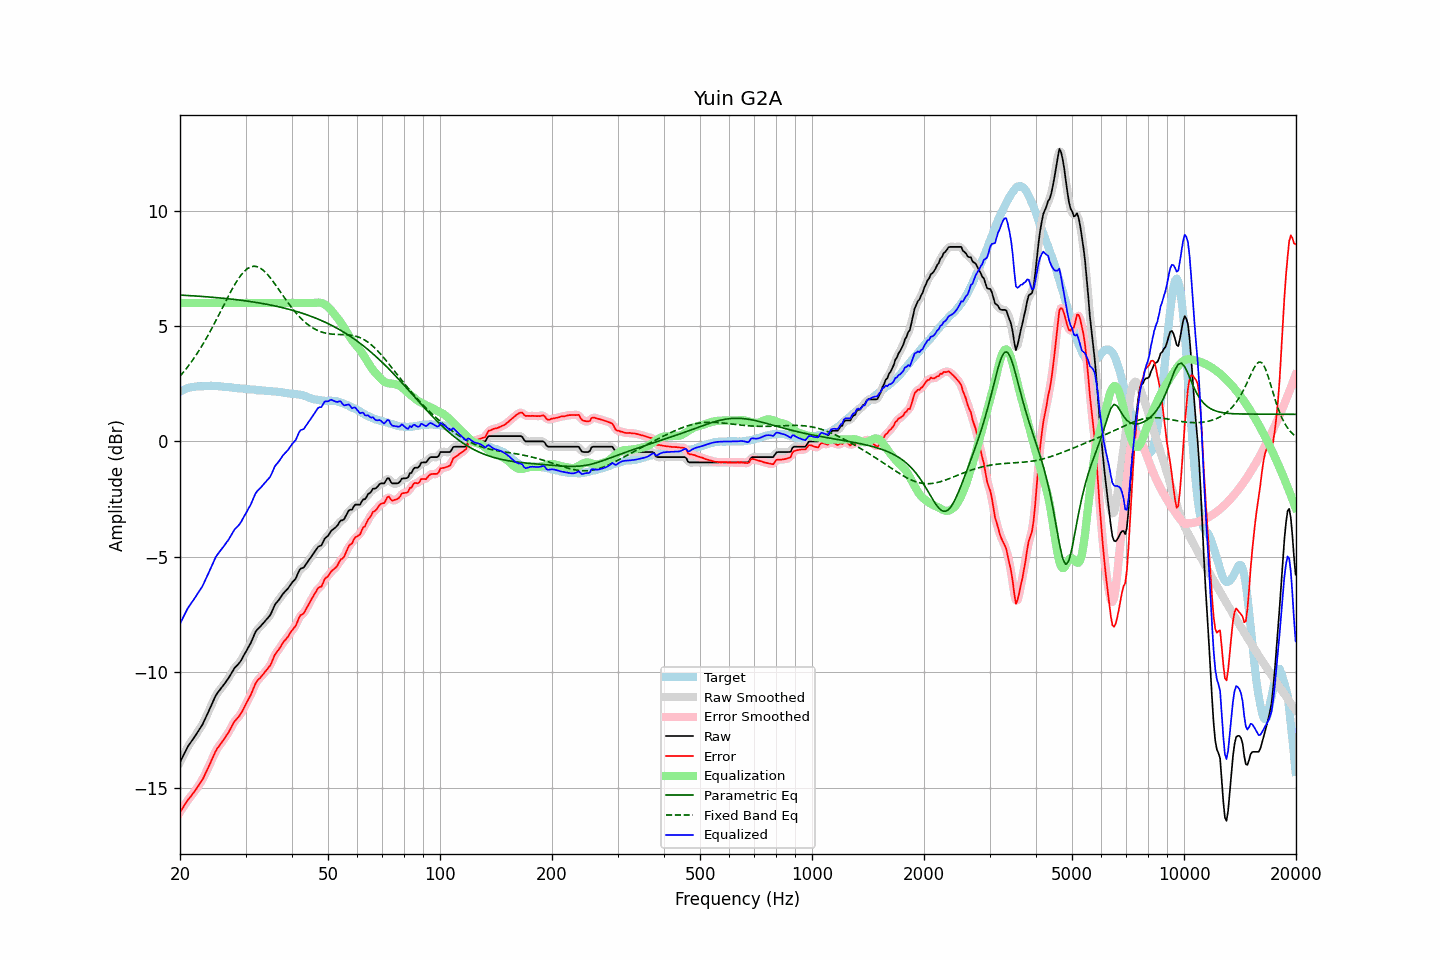 Yuin G2A
Amplitude (dBr)
10
5
0
−5
−10
−15
20
50
100
200
500
1000
2000
5000
10000
20000
Frequency (Hz)
Target
Raw Smoothed
Error Smoothed
Raw
Error
Equalization
Parametric Eq
Fixed Band Eq
Equalized